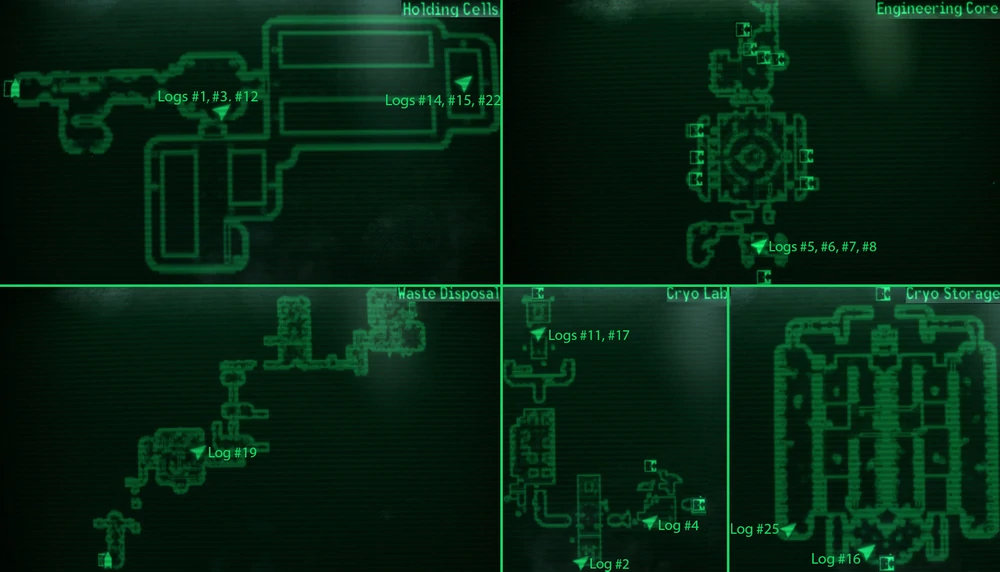 Holding Cells
Logs #1, #3. #12
Logs #14, #15, #22
Engineering Core
Logs #5, #6, #7, #8
Waste Disposal
Log #19
Cryo Lab
Logs #11, #17
Log #4
Log #2
Cryo Storage
Log #25
Log #16